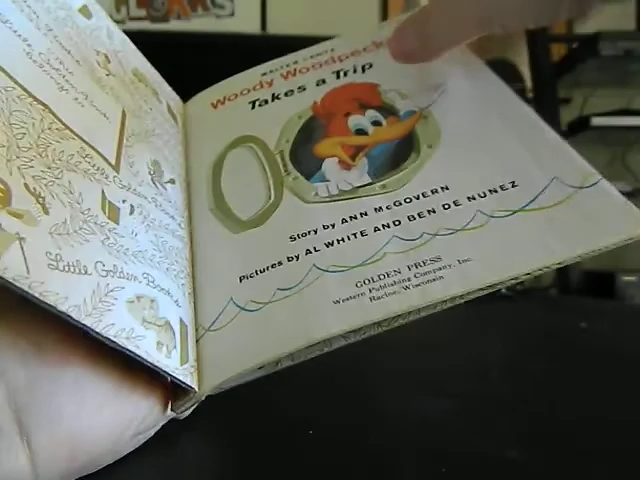 WALTER LANTZ
Woody Woodpecker
Takes a Trip
Story by ANN McGOVERN
Pictures by AL WHITE AND BEN DE NUNEZ
GOLDEN PRESS
Western Publishing Company, Inc.
Racine, Wisconsin
Little Golden Books